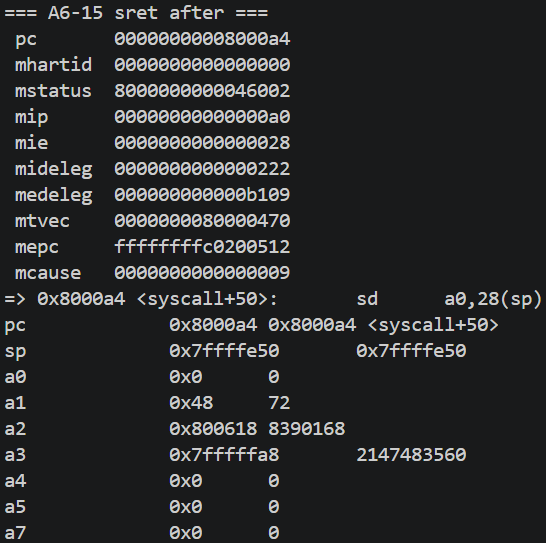 === A6-15 sret after ===
pc 00000000008000a4
mhartid 0000000000000000
mstatus 8000000000046002
mip 00000000000000a0
mie 0000000000000028
mideleg 0000000000000222
medeleg 000000000000b109
mtvec 0000000080000470
mepc ffffffffc0200512
mcause 0000000000000009
=> 0x8000a4 <syscall+50>: sd a0,28(sp)
pc 0x8000a4 0x8000a4 <syscall+50>
sp 0x7ffffe50 0x7ffffe50
a0 0x0 0
a1 0x48 72
a2 0x800618 8390168
a3 0x7fffffa8 2147483560
a4 0x0 0
a5 0x0 0
a7 0x0 0